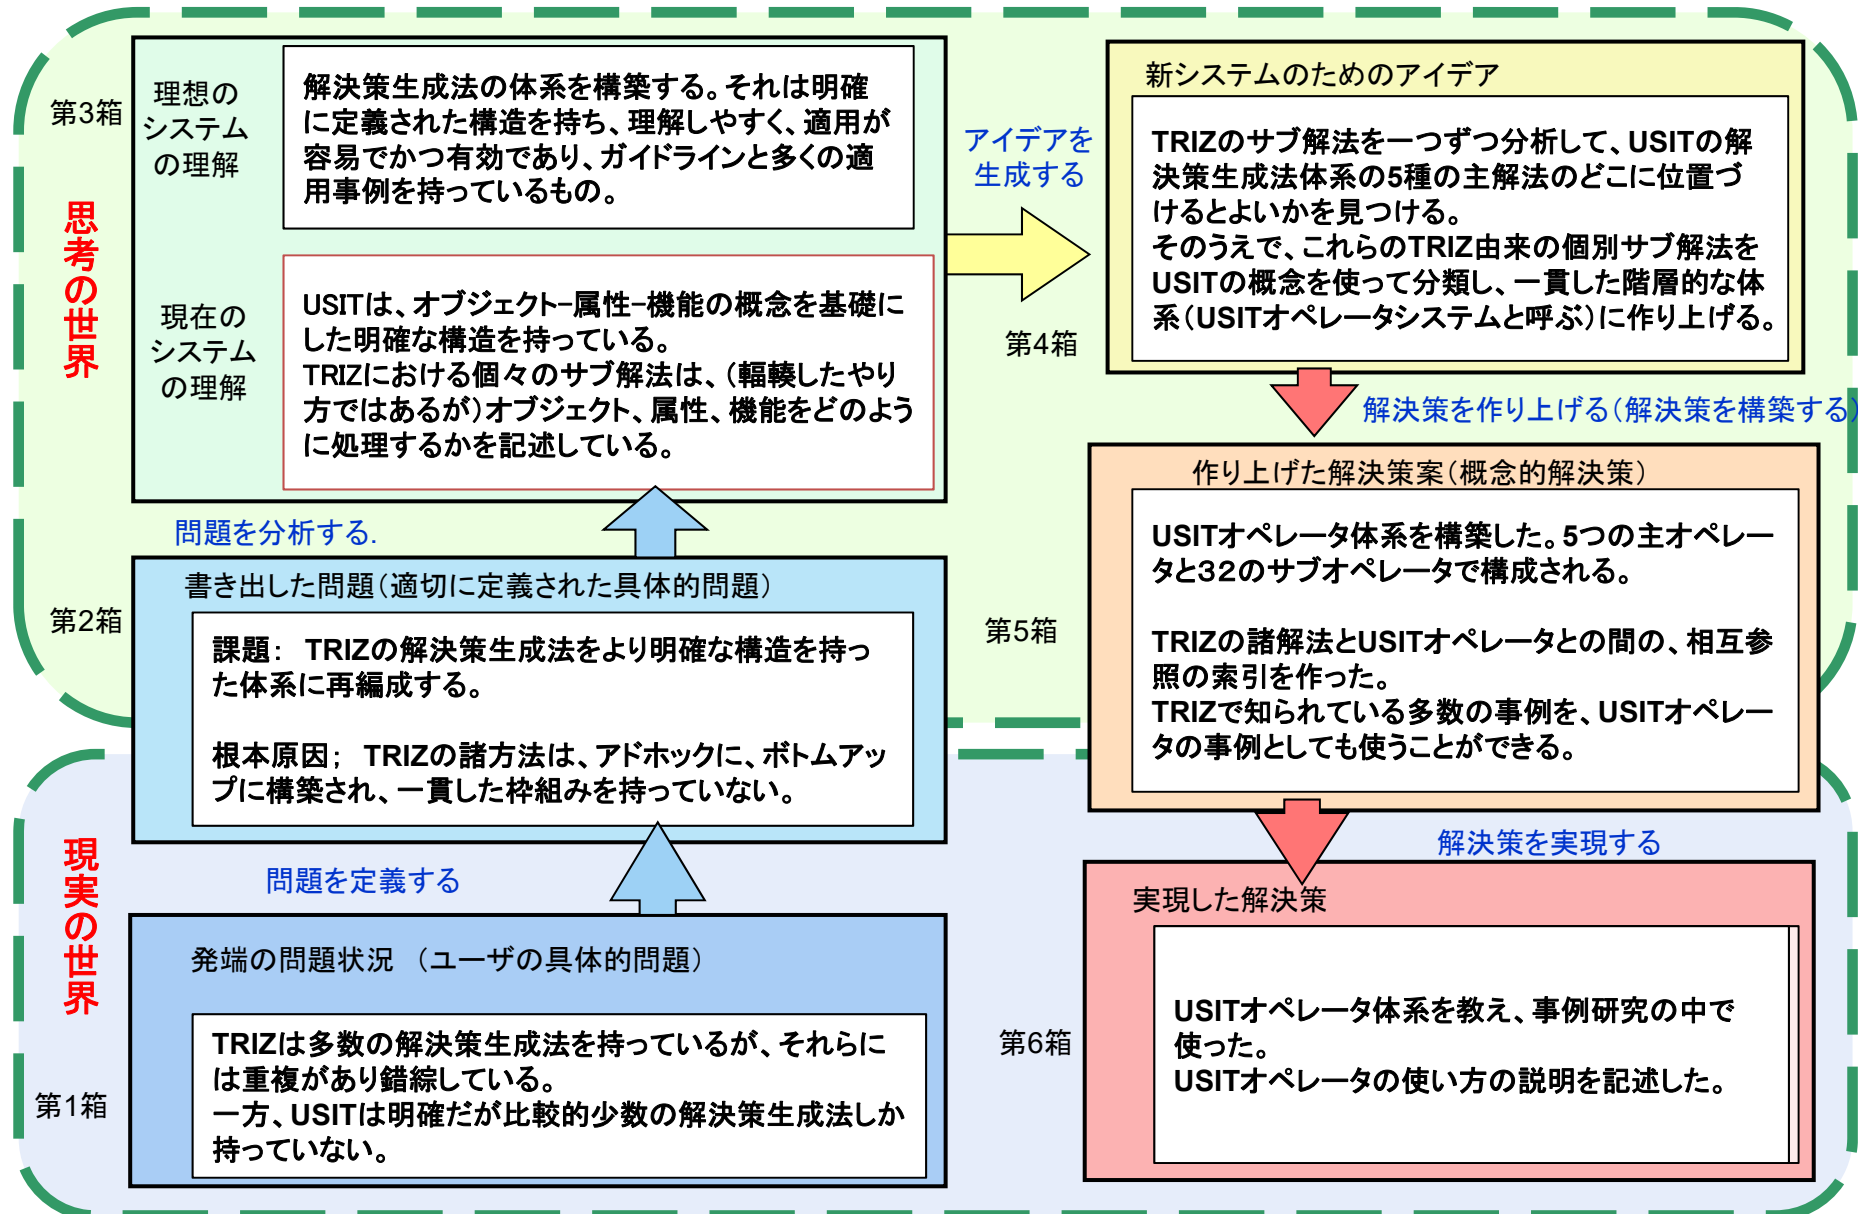 第3箱
理想の
システム
の理解
解決策生成法の体系を構築する。それは明確
に定義された構造を持ち、理解しやすく、適用が
容易でかつ有効であり、ガイドラインと多くの適
用事例を持っているもの。
思考の世界
現在の
システム
の理解
USITは、オブジェクト-属性-機能の概念を基礎に
した明確な構造を持っている。
TRIZにおける個々のサブ解法は、（輻輳したやり
方ではあるが）オブジェクト、属性、機能をどのよう
に処理するかを記述している。
アイデアを
生成する
第4箱
新システムのためのアイデア
TRIZのサブ解法を一つずつ分析して、USITの解
決策生成法体系の5種の主解法のどこに位置づ
けるとよいかを見つける。
そのうえで、これらのTRIZ由来の個別サブ解法を
USITの概念を使って分類し、一貫した階層的な体
系（USITオペレータシステムと呼ぶ）に作り上げる。
解決策を作り上げる（解決策を構築する）
問題を分析する.
第2箱
書き出した問題（適切に定義された具体的問題）
課題： TRIZの解決策生成法をより明確な構造を持っ
た体系に再編成する。
根本原因； TRIZの諸方法は、アドホックに、ボトムアッ
プに構築され、一貫した枠組みを持っていない。
第5箱
作り上げた解決策案（概念的解決策）
USITオペレータ体系を構築した。5つの主オペレー
タと32のサブオペレータで構成される。
TRIZの諸解法とUSITオペレータとの間の、相互参
照の索引を作った。
TRIZで知られている多数の事例を、USITオペレー
タの事例としても使うことができる。
現実の世界
問題を定義する
解決策を実現する
第1箱
発端の問題状況 （ユーザの具体的問題）
TRIZは多数の解決策生成法を持っているが、それらに
は重複があり錯綜している。
一方、USITは明確だが比較的少数の解決策生成法しか
持っていない。
第6箱
実現した解決策
USITオペレータ体系を教え、事例研究の中で
使った。
USITオペレータの使い方の説明を記述した。